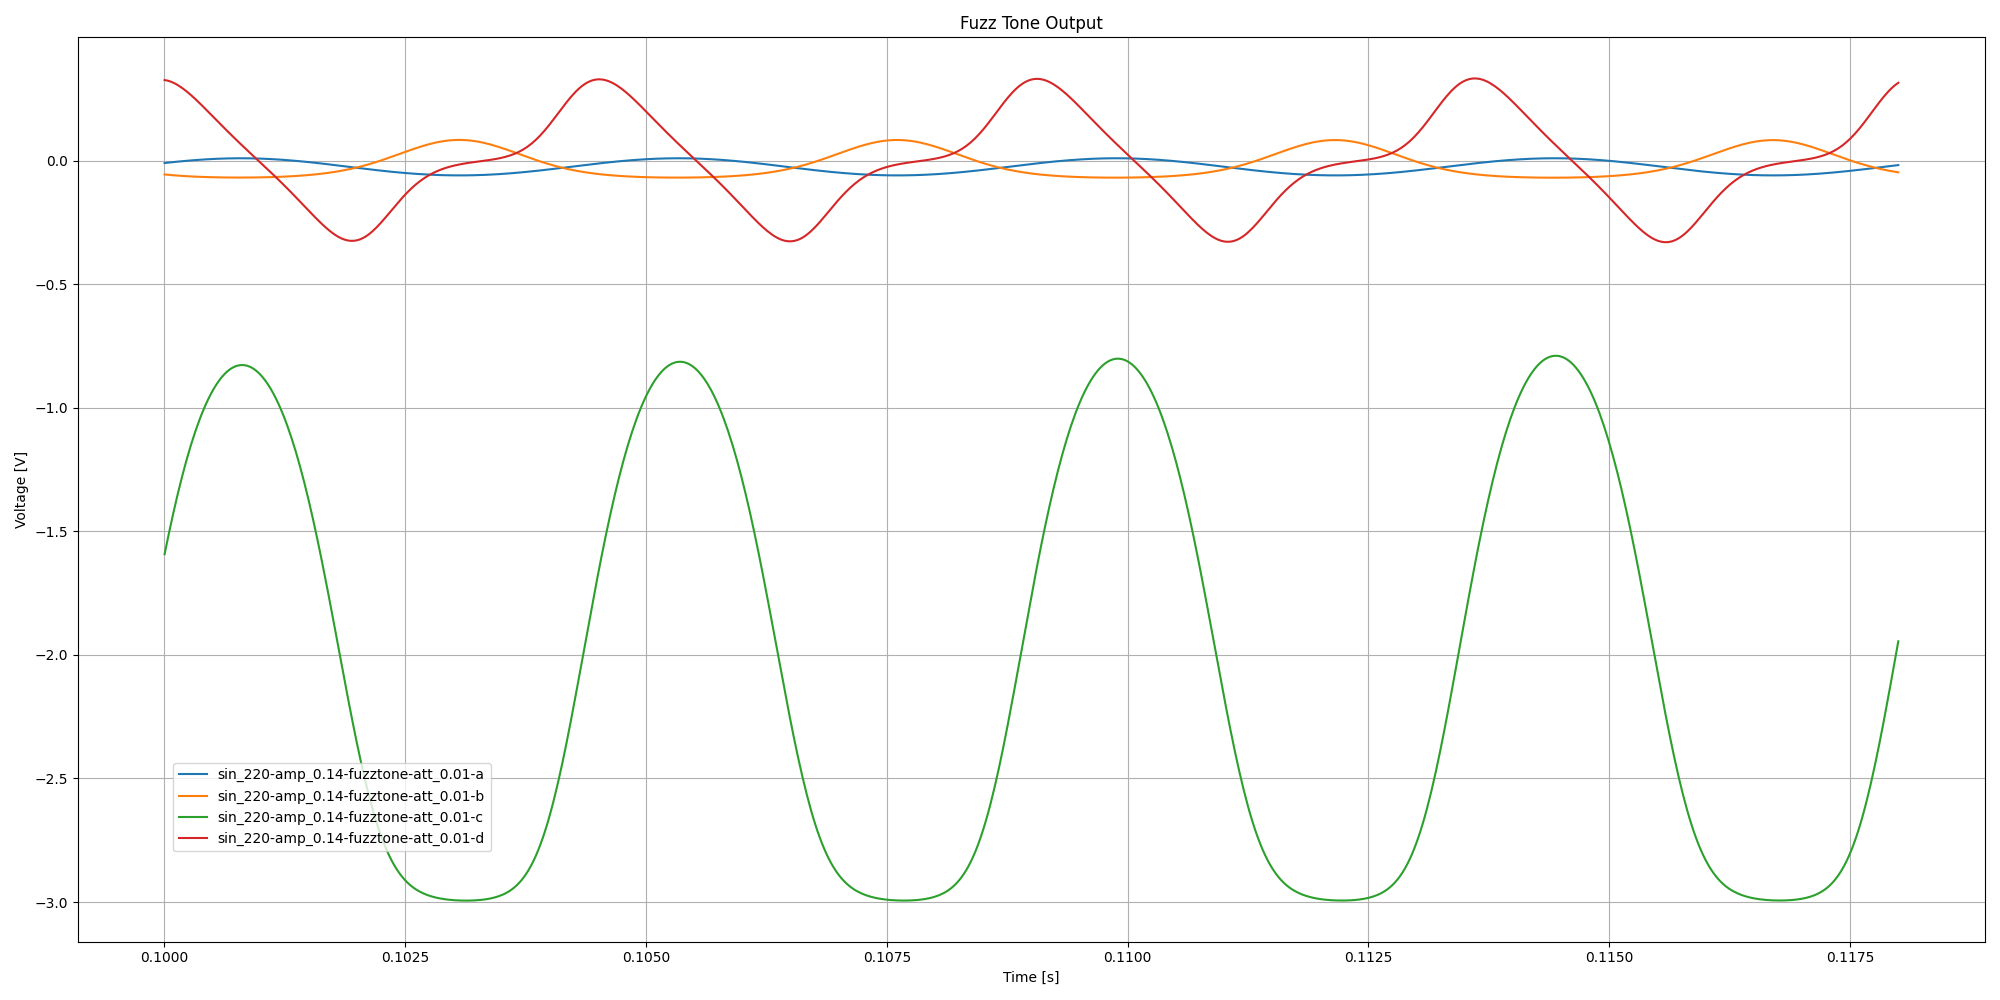 Fuzz Tone Output
Voltage [V]
0.0
−0.5
−1.0
−1.5
−2.0
−2.5
−3.0
sin_220-amp_0.14-fuzztone-att_0.01-a
sin_220-amp_0.14-fuzztone-att_0.01-b
sin_220-amp_0.14-fuzztone-att_0.01-c
sin_220-amp_0.14-fuzztone-att_0.01-d
0.1000 0.1025 0.1050 0.1075 0.1100 0.1125 0.1150 0.1175
Time [s]